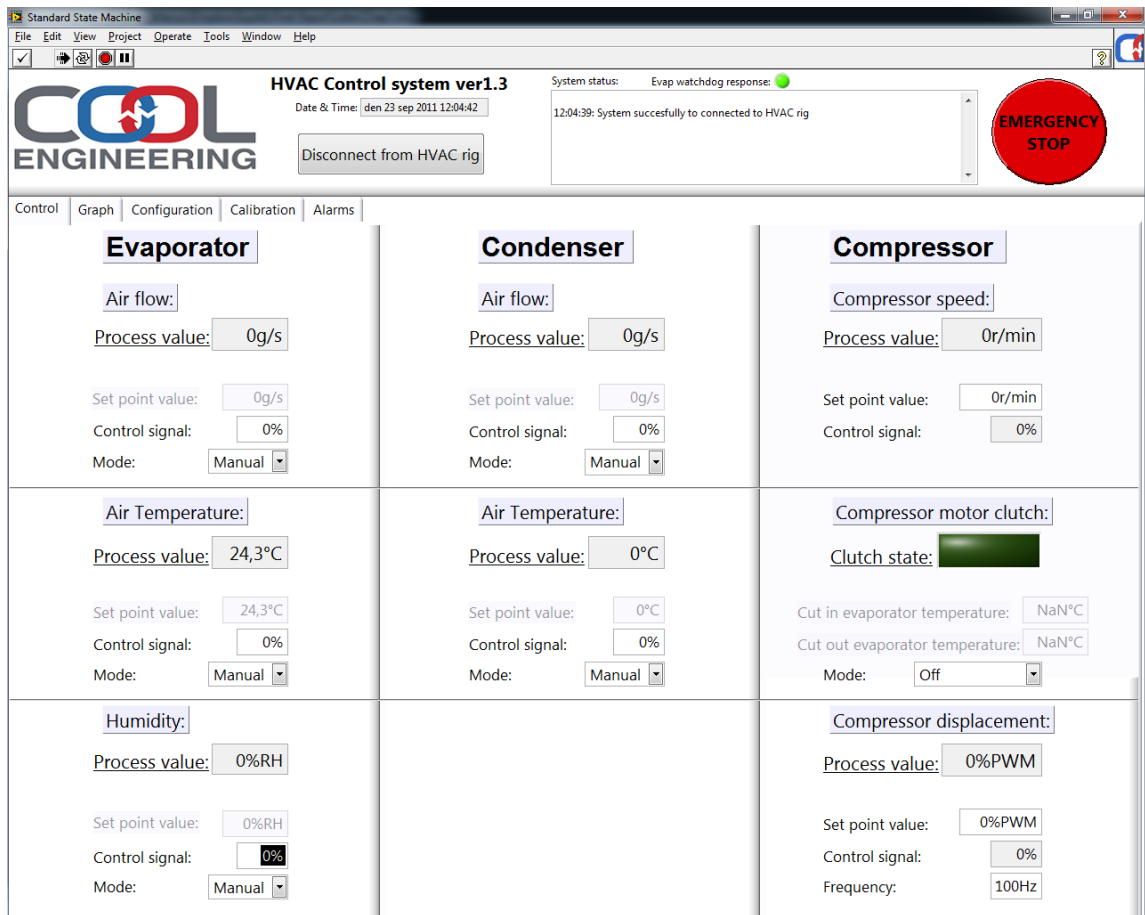 Standard State Machine
File Edit View Project Operate Tools Window Help
?
COOL
ENGINEERING
HVAC Control system ver1.3
Date & Time: den 23 sep 2011 12:04:42
Disconnect from HVAC rig
System status: Evap watchdog response:
12:04:39: System succesfully to connected to HVAC rig
EMERGENCY
STOP
Control Graph Configuration Calibration Alarms
Evaporator
Air flow:
Process value: 0g/s
Set point value: 0g/s
Control signal: 0%
Mode: Manual
Air Temperature:
Process value: 24,3°C
Set point value: 24,3°C
Control signal: 0%
Mode: Manual
Humidity:
Process value: 0%RH
Set point value: 0%RH
Control signal: 0%
Mode: Manual
Condenser
Air flow:
Process value: 0g/s
Set point value: 0g/s
Control signal: 0%
Mode: Manual
Air Temperature:
Process value: 0°C
Set point value: 0°C
Control signal: 0%
Mode: Manual
Compressor
Compressor speed:
Process value: 0r/min
Set point value: 0r/min
Control signal: 0%
Compressor motor clutch:
Clutch state:
Cut in evaporator temperature: NaN°C
Cut out evaporator temperature: NaN°C
Mode: Off
Compressor displacement:
Process value: 0%PWM
Set point value: 0%PWM
Control signal: 0%
Frequency: 100Hz